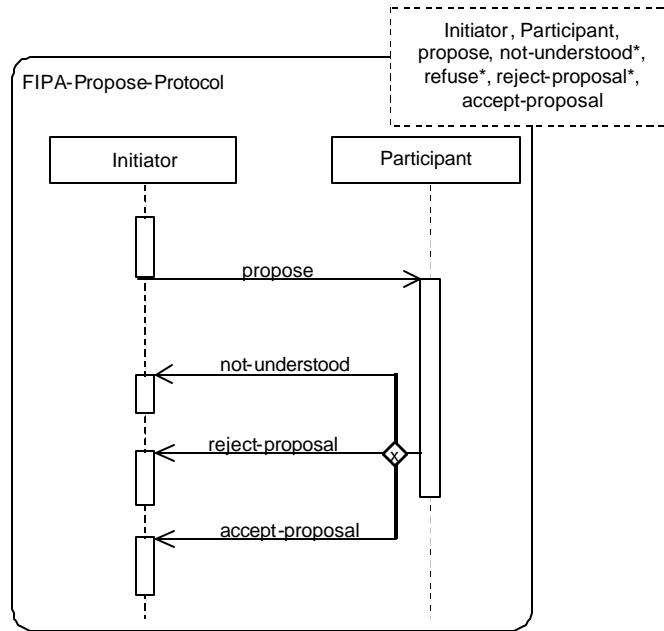 Initiator, Participant,
propose, not-understood*,
refuse*, reject-proposal*,
accept-proposal
FIPA-Propose-Protocol
Initiator
Participant
propose
not-understood
reject-proposal
x
accept-proposal